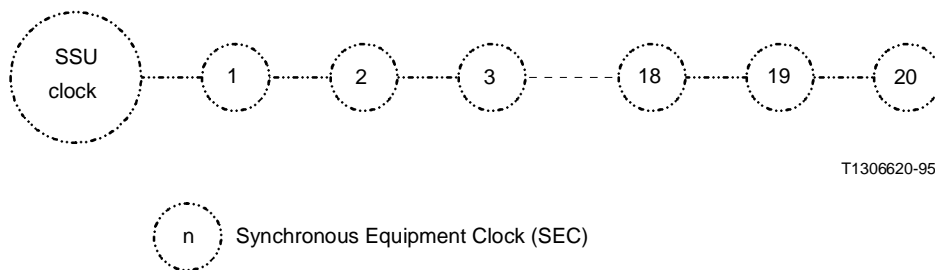 SSU
clock
1
2
3
18
19
20
T1306620-95
n
Synchronous Equipment Clock (SEC)